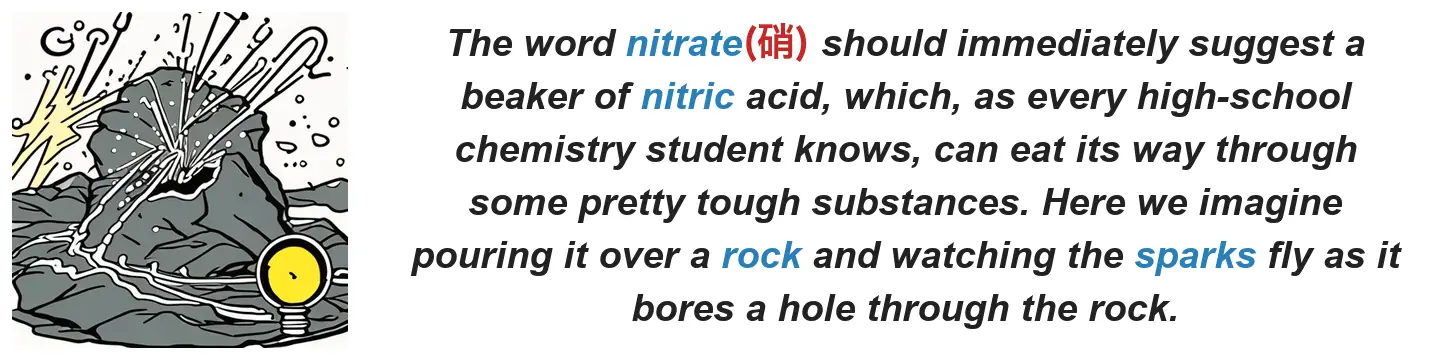 The word nitrate(硝) should immediately suggest a
beaker of nitric acid, which, as every high-school
chemistry student knows, can eat its way through
some pretty tough substances. Here we imagine
pouring it over a rock and watching the sparks fly as it
bores a hole through the rock.